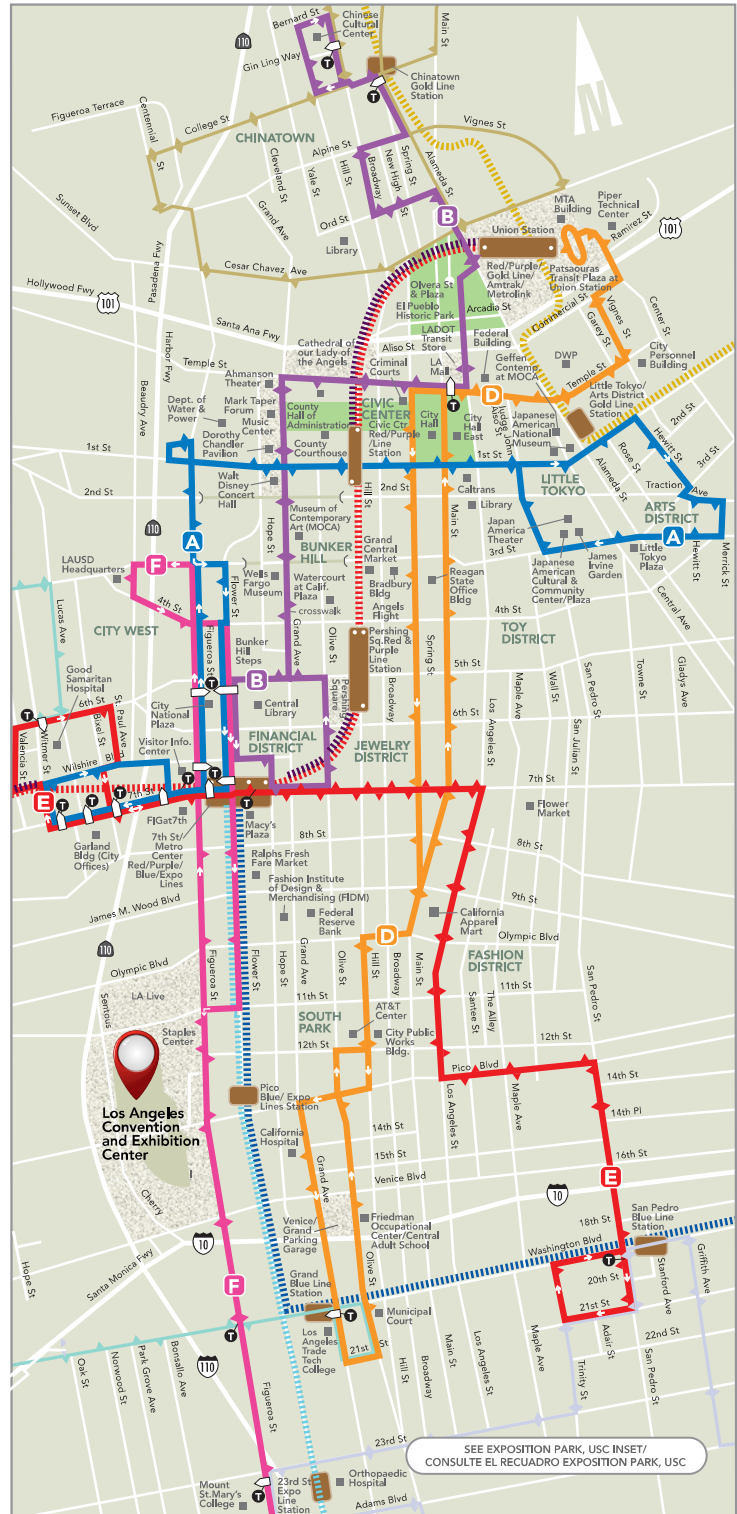 Bernard St
Chinese
Cultural
Center
Main St
110
Gin Ling Way
T
Chinatown
Gold Line
Station
T
Figueroa Terrace
Centennial
St
College St
CHINATOWN
Alpine St
Vignes St
Cleveland St
Yale St
Hill St
Broadway
New High
St
Spring St
Alameda St
Grand Ave
Ord St
Library
B
MTA
Building
Piper
Technical
Center
Ramirez St
101
Sunset Blvd
Pasadena Fwy
Union Station
Cesar Chavez Ave
Red/Purple/
Gold Line/
Amtrak/
Metrolink
Patsaouras
Transit Plaza at
Union Station
Hollywood Fwy
101
Olvera St
& Plaza
El Pueblo
Historic Park
Arcadia St
Commercial St
Garey St
Vignes St
Center St
Santa Ana Fwy
Harbor Fwy
Cathedral of
our Lady of
the Angels
Aliso St
LADOT
Transit
Store
Federal
Building
Temple St
Criminal
Courts
LA
Mall
Geffen
Contemp.
at MOCA
DWP
City
Personnel
Building
Ahmanson
Theater
Temple St
Little Tokyo/
Arts District
Gold Line
Station
Beaudry Ave
Dept. of
Water &
Power
Mark Taper
Forum
Music
Center
County
Hall of
Administration
CIVIC
CENTER
Civic Ctr
Red/Purple
/Line
Station
City
Hall
T
D
City
Hall
East
Judge John
Aliso St
Japanese
American
National
Museum
2nd St
Dorothy
Chandler
Pavilion
County
Courthouse
1st St
1st St
Rose St
Hewitt St
3rd St
2nd St
Walt
Disney
Concert
Hall
Hill St
2nd St
Caltrans
Library
LITTLE
TOKYO
Alameda St
Traction Ave
ARTS
DISTRICT
110
Museum of
Contemporary
Art (MOCA)
Main St
Japan
America
Theater
3rd St
A
Hope St
BUNKER
HILL
Grand
Central
Market
Japanese
American
Cultural &
Community
Center/Plaza
James
Irvine
Garden
Little
Tokyo
Plaza
A
Hewitt St
Merrick St
F
LAUSD
Headquarters
Flower St
Wells
Fargo
Museum
Watercourt
at Calif.
Plaza
Bradbury
Bldg
Reagan
State
Office
Bldg
Angels
Flight
4th St
4th St
Central Ave
Lucas Ave
CITY WEST
Figueroa St
crosswalk
TOY
DISTRICT
Bunker
Hill
Steps
Grand Ave
Olive St
Pershing
Sq.Red &
Purple
Line
Station
Spring St
5th St
Good
Samaritan
Hospital
T
B
Pershing
Square
Broadway
Maple Ave
Wall St
San Pedro St
Towne St
Gladys Ave
City
National
Plaza
Central
Library
6th St
6th St
T
Valencia St
Witmer St
Bixel St
St. Paul Ave
Visitor Info.
Center
FINANCIAL
DISTRICT
JEWELRY
DISTRICT
Los Angeles St
San Julian St
Wilshire Blvd
T
T
7th St
E
T
T
T
7th St
T
FIGat7th
Macy's
Plaza
Flower
Market
Garland
Bldg (City
Offices)
7th St/
Metro
Center
Red/Purple/
Blue/Expo
Lines
8th St
8th St
Ralphs Fresh
Fare Market
Fashion Institute
of Design &
Merchandising (FIDM)
Federal
Reserve
Bank
9th St
James M. Wood Blvd
California
Apparel
Mart
Olympic Blvd
D
110
Figueroa St
Flower St
Hope St
Grand Ave
Olive St
Hill St
Broadway
Main St
FASHION
DISTRICT
San Pedro St
Olympic Blvd
LA Live
Sentous
11th St
11th St
Santee St
The Alley
Staples
Center
SOUTH
PARK
AT&T
Center
12th St
City Public
Works
Bldg.
12th St
Los Angeles
Convention
and Exhibition
Center
Pico Blvd
Pico
Blue/ Expo
Lines Station
Los Angeles St
Maple Ave
14th St
14th Pl
California
Hospital
14th St
15th St
16th St
Grand Ave
Venice Blvd
E
10
Cherry
San Pedro
Blue Line
Station
Venice/
Grand
Parking
Garage
Friedman
Occupational
Center/Central
Adult School
18th St
Washington Blvd
10
T
Hope St
Santa Monica Fwy
F
Grand
Blue Line
Station
Olive St
20th St
Stanford Ave
Griffith Ave
T
Municipal
Court
21st St
T
Los
Angeles
Trade
Tech
College
21st St
22nd St
110
Oak St
Norwood St
Park Grove Ave
Bonsallo Ave
Figueroa St
Hill St
Broadway
Main St
Los Angeles St
Maple Ave
Trinity St
Adair St
San Pedro St
23rd St
SEE EXPOSITION PARK, USC INSET/
CONSULTE EL RECUADRO EXPOSITION PARK, USC
Mount
St.Mary's
College
T
23rd St
Expo
Line
Station
Orthopaedic
Hospital
Adams Blvd